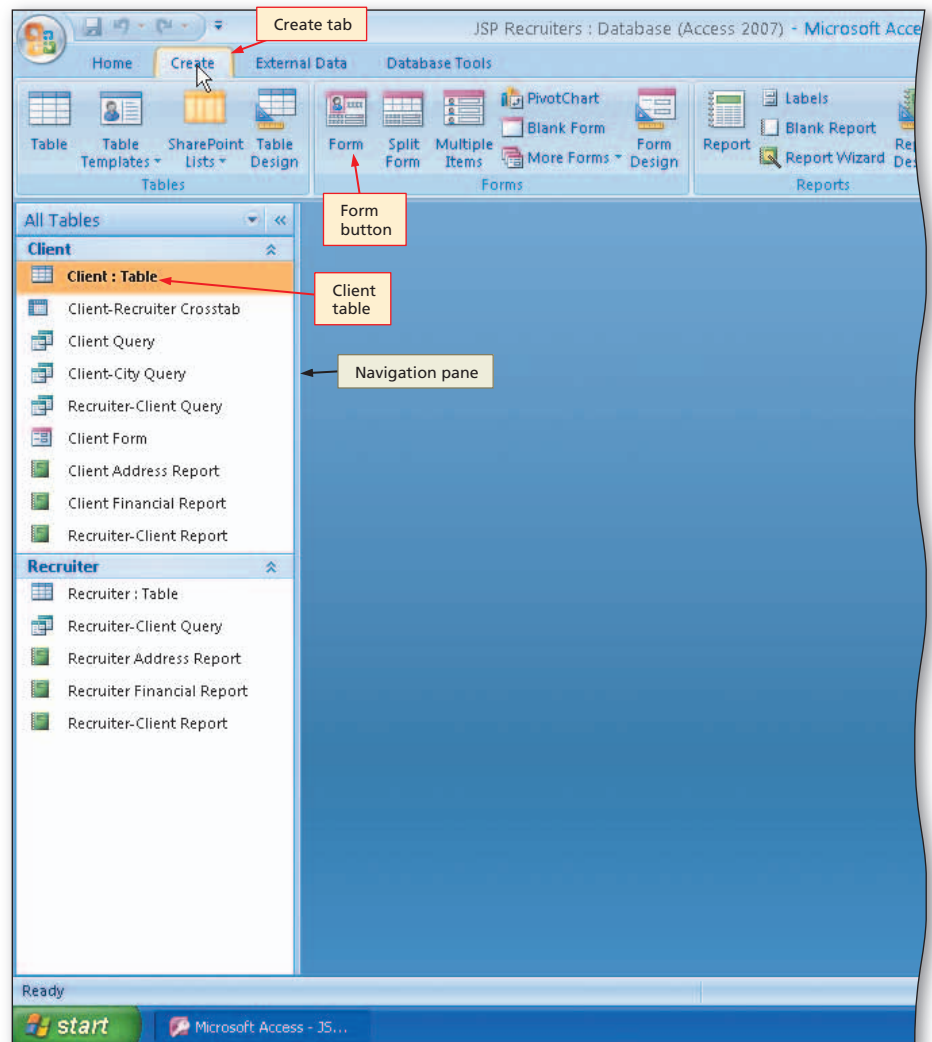 Create tab
JSP Recruiters : Database (Access 2007) - Microsoft Acce
Home Create External Data Database Tools
Table
Table Templates
SharePoint Lists
Table Design
Tables
Form
Split Form
Multiple Items
PivotChart
Blank Form
More Forms
Form Design
Forms
Report
Labels
Blank Report
Report Wizard
Reports
Form button
All Tables
Client
Client : Table
Client table
Client-Recruiter Crosstab
Client Query
Client-City Query
Navigation pane
Recruiter-Client Query
Client Form
Client Address Report
Client Financial Report
Recruiter-Client Report
Recruiter
Recruiter : Table
Recruiter-Client Query
Recruiter Address Report
Recruiter Financial Report
Recruiter-Client Report
Ready
start
Microsoft Access - JS...